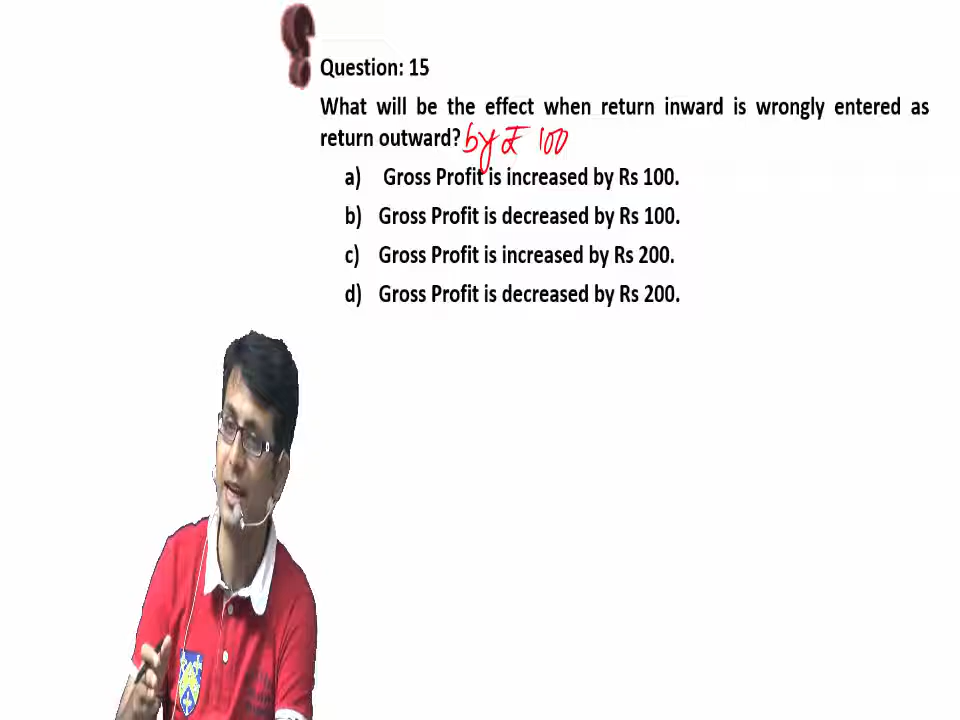 Question: 15
What will be the effect when return inward is wrongly entered as
return outward? by ₹ 100
a) Gross Profit is increased by Rs 100.
b) Gross Profit is decreased by Rs 100.
c) Gross Profit is increased by Rs 200.
d) Gross Profit is decreased by Rs 200.